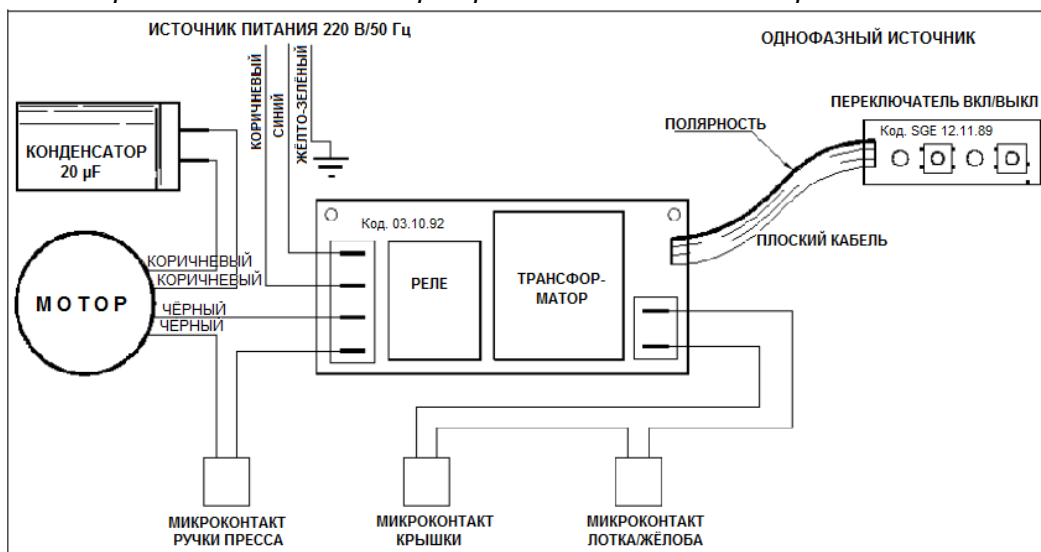 ИСТОЧНИК ПИТАНИЯ 220 В/50 Гц
ОДНОФАЗНЫЙ ИСТОЧНИК
КОРИЧНЕВЫЙ
СИНИЙ
ЖЁЛТО-ЗЕЛЁНЫЙ
ПЕРЕКЛЮЧАТЕЛЬ ВКЛ/ВЫКЛ
ПОЛЯРНОСТЬ
Код. SGE 12.11.89
КОНДЕНСАТОР
20 µF
Код. 03.10.92
ПЛОСКИЙ КАБЕЛЬ
КОРИЧНЕВЫЙ
КОРИЧНЕВЫЙ
РЕЛЕ
ТРАНСФОР-
МАТОР
МОТОР
ЧЁРНЫЙ
ЧЕРНЫЙ
МИКРОКОНТАКТ
РУЧКИ ПРЕССА
МИКРОКОНТАКТ
КРЫШКИ
МИКРОКОНТАКТ
ЛОТКА/ЖЁЛОБА